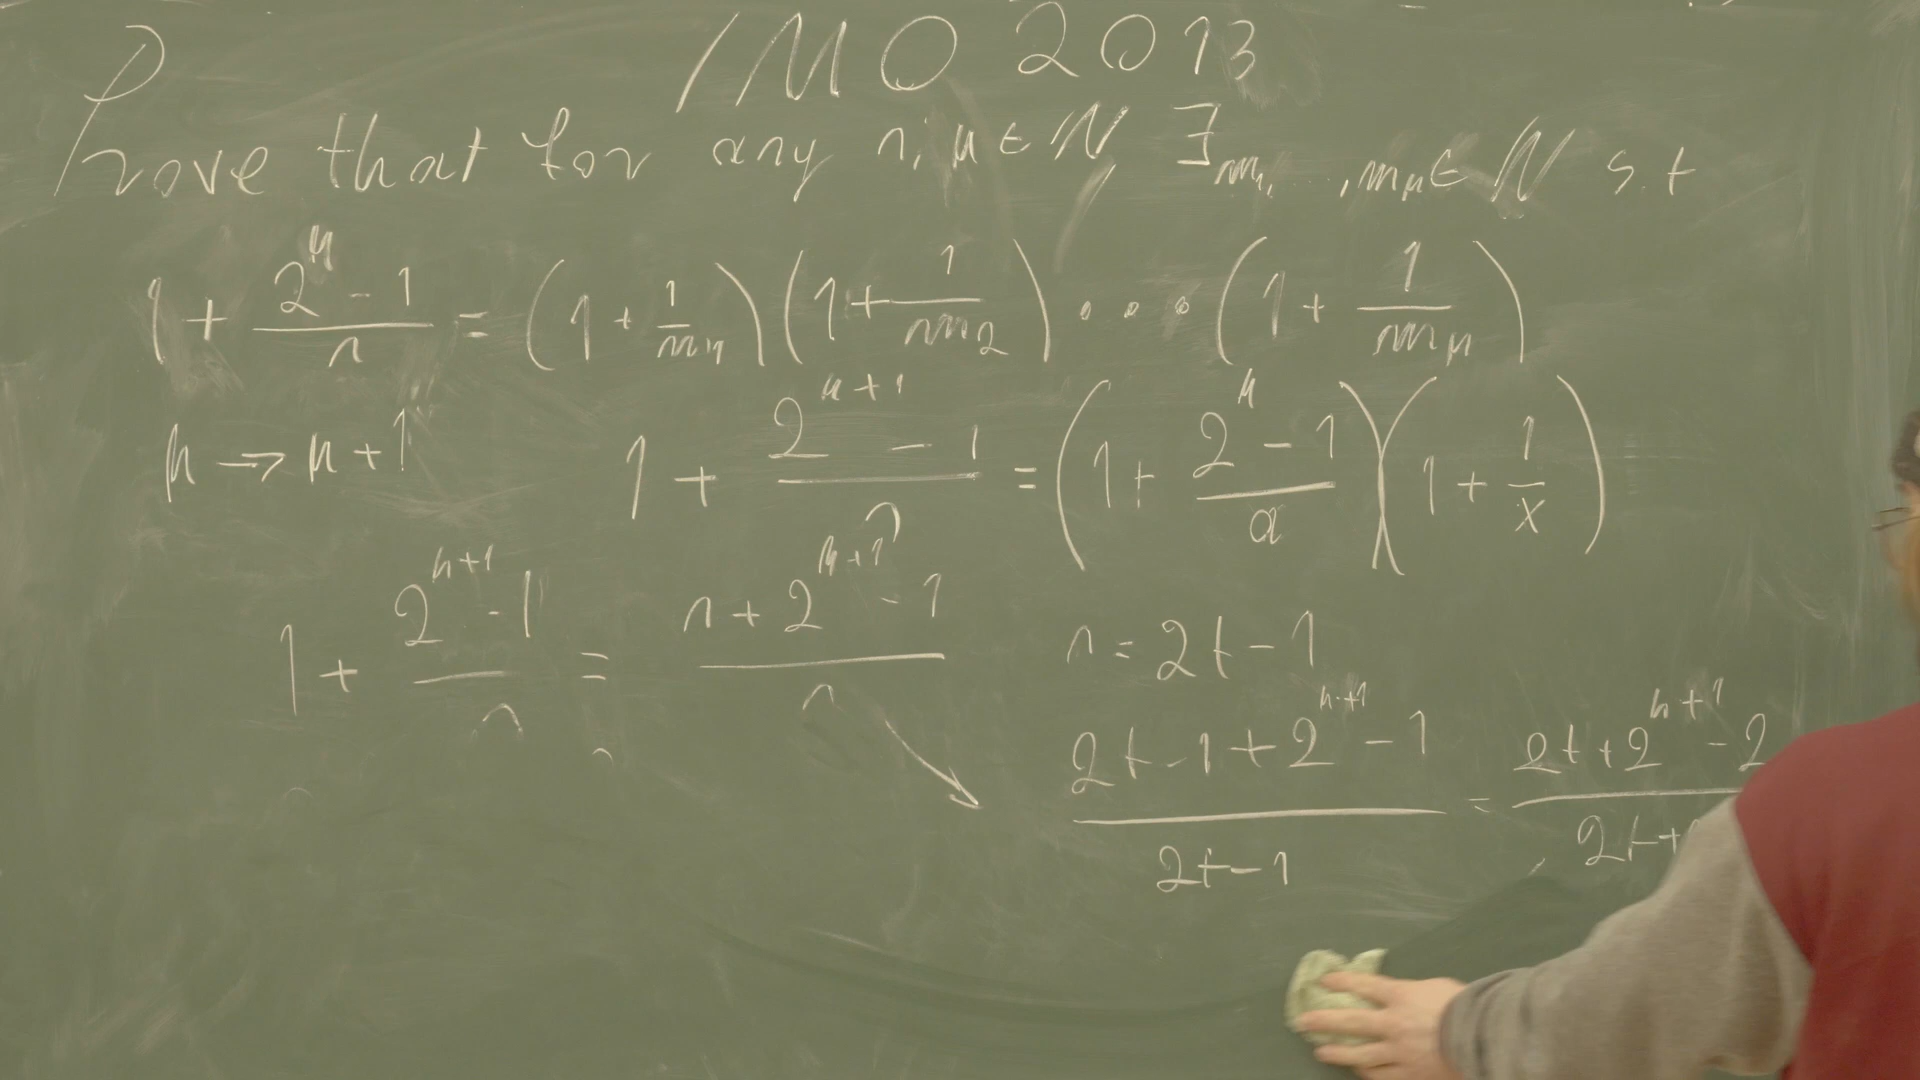 IMO 2013
Prove that for any n, k ∈ N ∃ m₁, ..., mₖ ∈ N s.t
1 + (2^k - 1)/n = (1 + 1/m₁)(1 + 1/m₂) ... (1 + 1/mₖ)
k → k+1 1 + (2^(k+1) - 1)/n = (1 + (2^k - 1)/a)(1 + 1/x)
1 + (2^(k+1) - 1)/n = (n + 2^(k+1) - 1)/n n = 2t - 1
(2t - 1 + 2^(k+1) - 1)/(2t - 1) = (2t + 2^(k+1) - 2)/